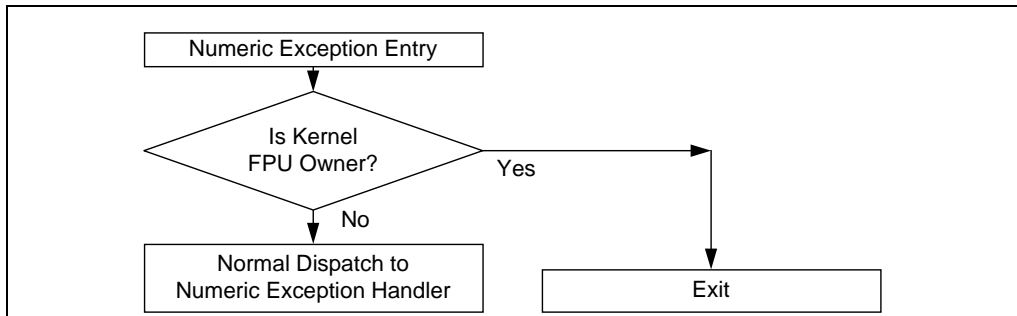 Numeric Exception Entry
Is Kernel
FPU Owner?
Yes
No
Normal Dispatch to
Numeric Exception Handler
Exit